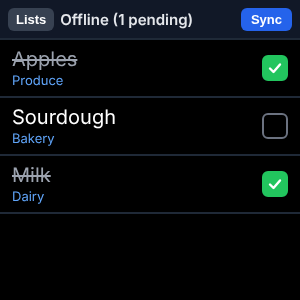 Lists Offline (1 pending) Sync
Apples
Produce
Sourdough
Bakery
Milk
Dairy